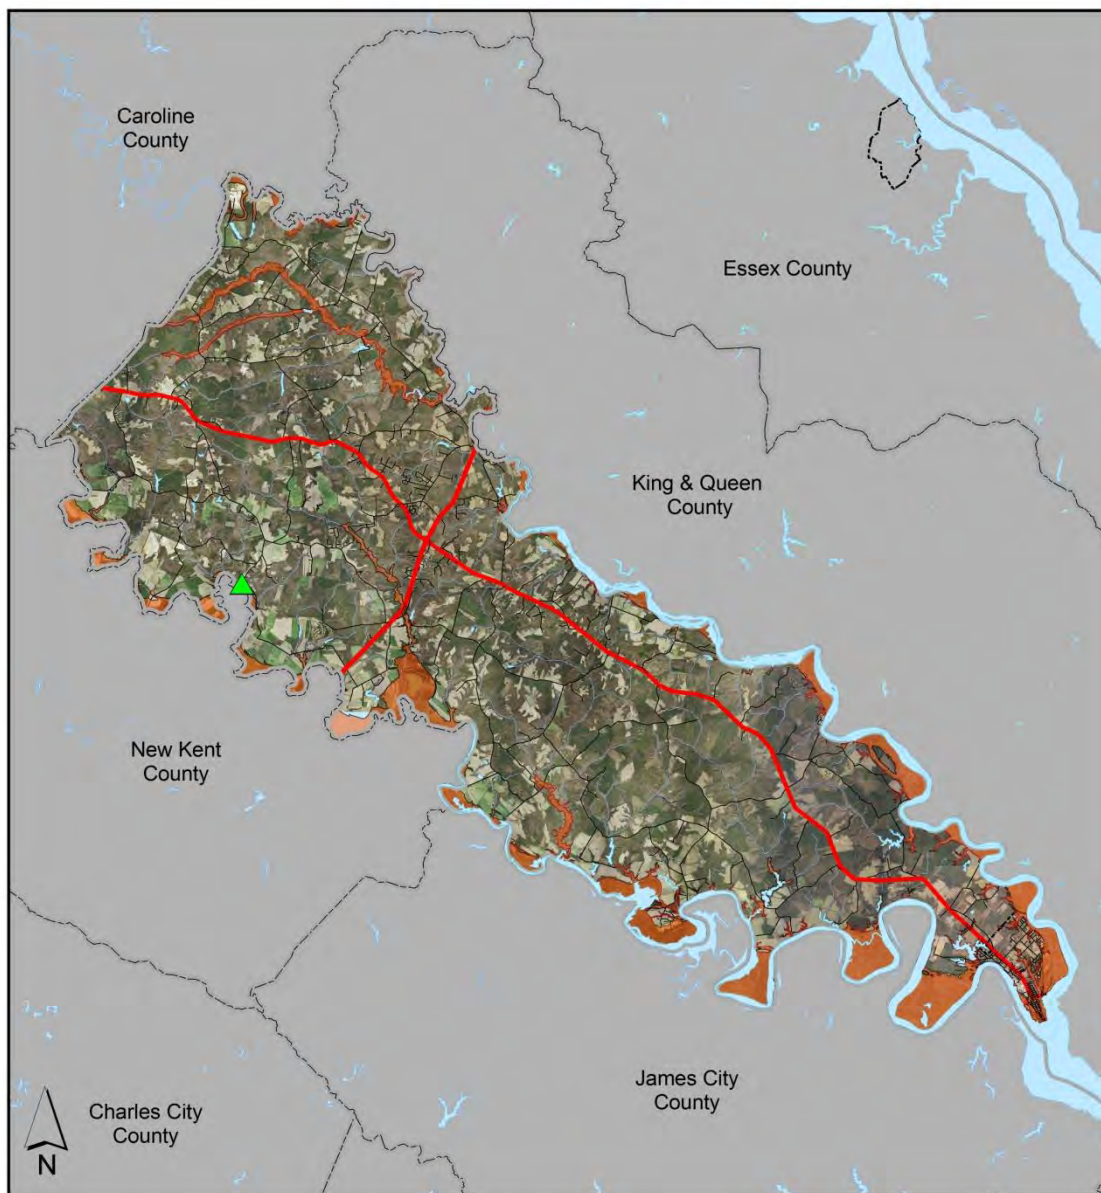 Caroline
County
Essex County
King & Queen
County
New Kent
County
James City
County
Charles City
County
N